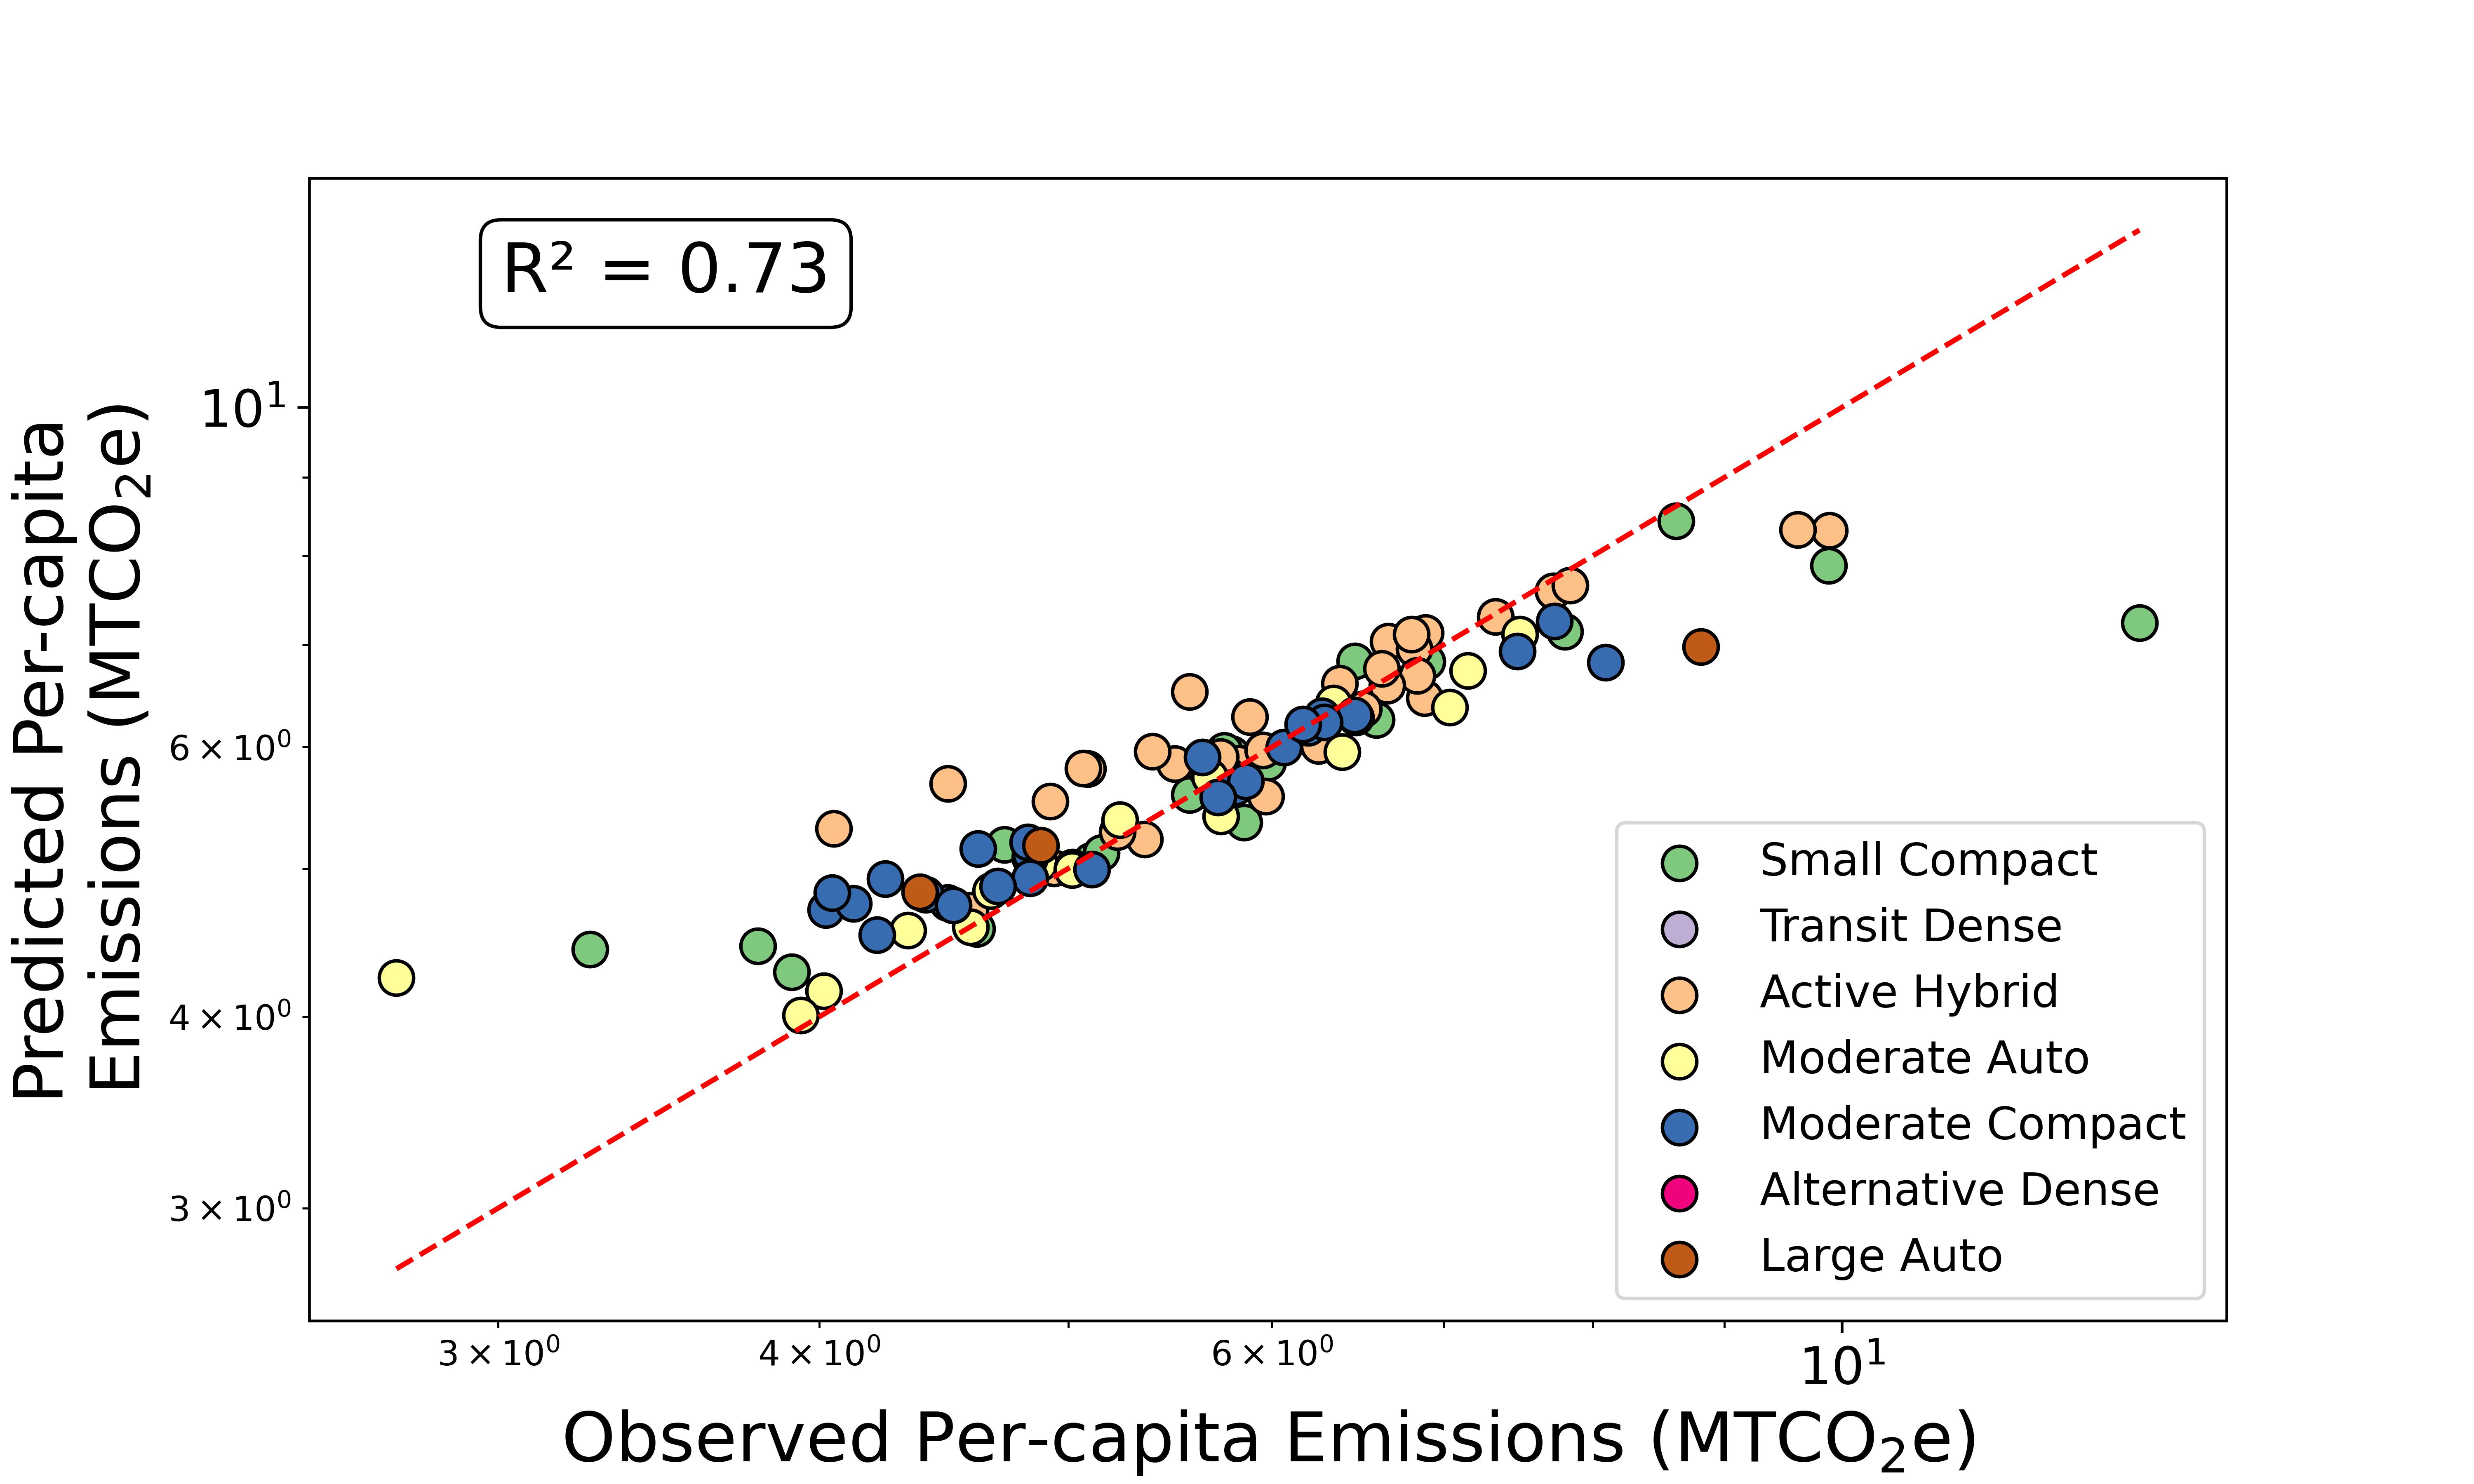 R² = 0.73
Predicted Per-capita
Emissions (MTCO₂e)
10¹
6 × 10⁰
4 × 10⁰
3 × 10⁰
Small Compact
Transit Dense
Active Hybrid
Moderate Auto
Moderate Compact
Alternative Dense
Large Auto
3 × 10⁰ 4 × 10⁰ 6 × 10⁰ 10¹
Observed Per-capita Emissions (MTCO₂e)